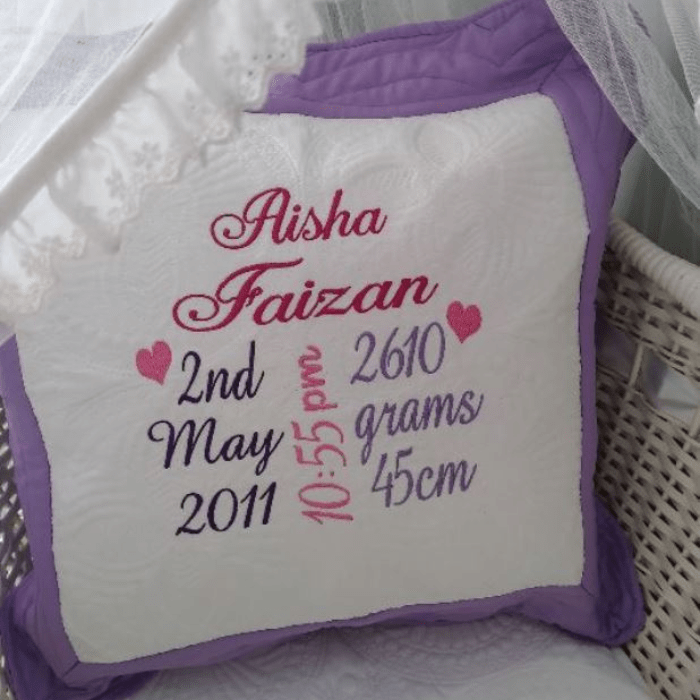 Aisha
Faizan
2nd
May
2011
10:55 pm
2610
grams
45cm